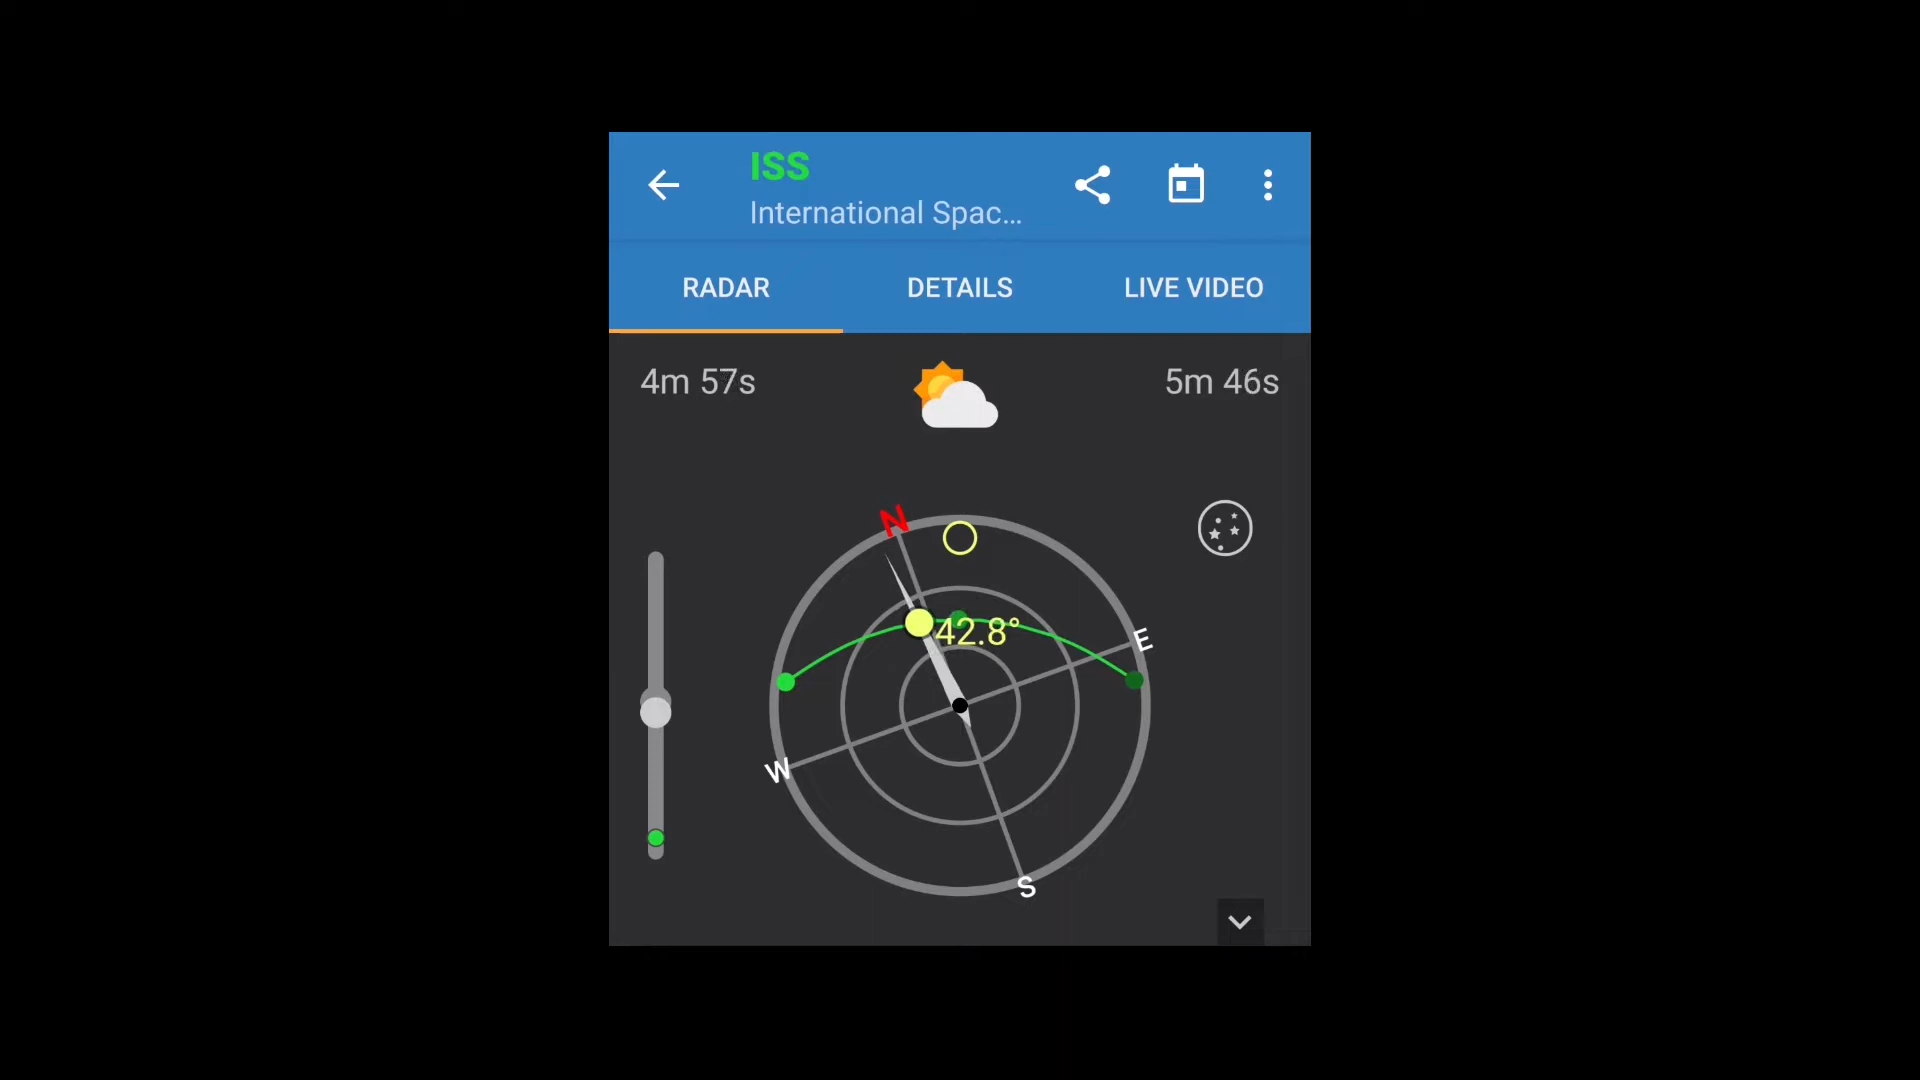 ISS
International Spac...
RADAR DETAILS LIVE VIDEO
4m 57s 5m 46s
N
42.8°
E
W
S